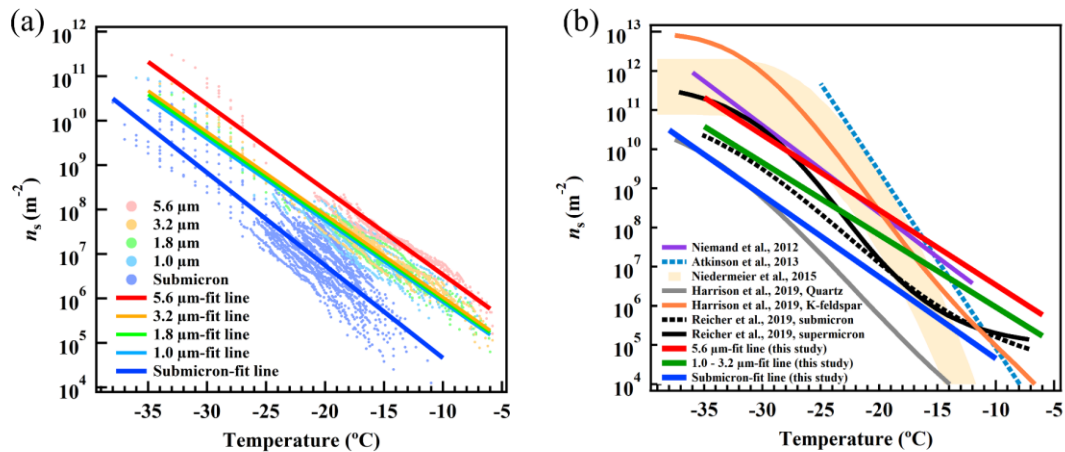 (a)
10^12
10^11
10^10
10^9
10^8
10^7
10^6
10^5
10^4
n_s (m^-2)
5.6 µm
3.2 µm
1.8 µm
1.0 µm
Submicron
5.6 µm-fit line
3.2 µm-fit line
1.8 µm-fit line
1.0 µm-fit line
Submicron-fit line
-35 -30 -25 -20 -15 -10 -5
Temperature (ºC)
(b)
10^13
10^12
10^11
10^10
10^9
10^8
10^7
10^6
10^5
10^4
n_s (m^-2)
Niemand et al., 2012
Atkinson et al., 2013
Niedermeier et al., 2015
Harrison et al., 2019, Quartz
Harrison et al., 2019, K-feldspar
Reicher et al., 2019, submicron
Reicher et al., 2019, supermicron
5.6 µm-fit line (this study)
1.0 - 3.2 µm-fit line (this study)
Submicron-fit line (this study)
-35 -30 -25 -20 -15 -10 -5
Temperature (ºC)